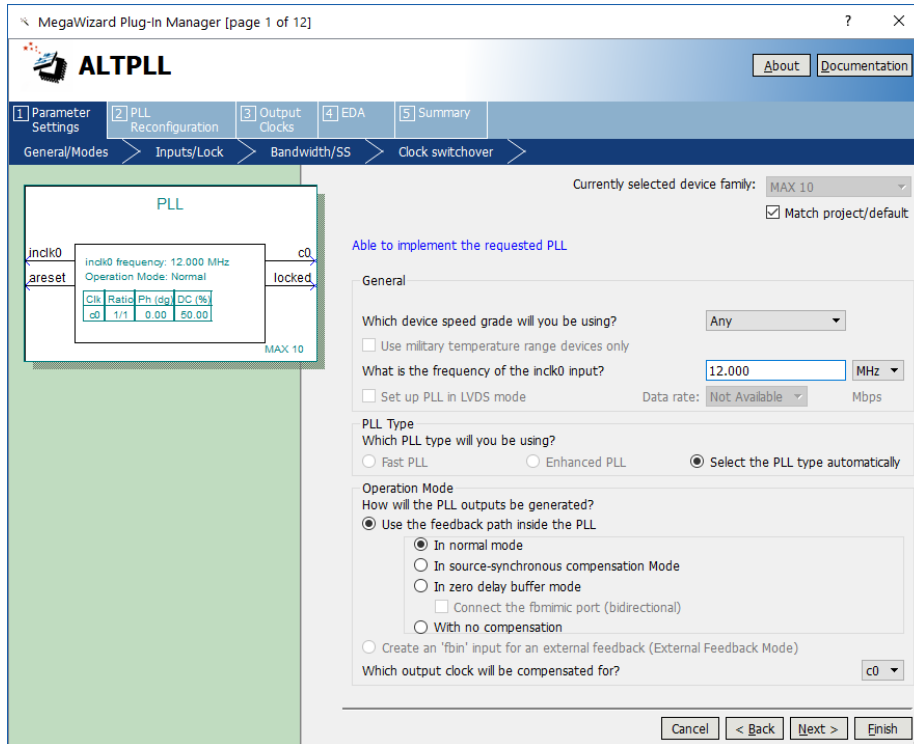 MegaWizard Plug-In Manager [page 1 of 12]
ALTPLL
About
Documentation
1 Parameter Settings
2 PLL Reconfiguration
3 Output Clocks
4 EDA
5 Summary
General/Modes
Inputs/Lock
Bandwidth/SS
Clock switchover
PLL
inclk0
areset
inclk0 frequency: 12.000 MHz
Operation Mode: Normal
Clk Ratio Ph (dg) DC (%)
c0 1/1 0.00 50.00
c0
locked
MAX 10
Currently selected device family: MAX 10
Match project/default
Able to implement the requested PLL
General
Which device speed grade will you be using? Any
Use military temperature range devices only
What is the frequency of the inclk0 input? 12.000 MHz
Set up PLL in LVDS mode Data rate: Not Available Mbps
PLL Type
Which PLL type will you be using?
Fast PLL Enhanced PLL Select the PLL type automatically
Operation Mode
How will the PLL outputs be generated?
Use the feedback path inside the PLL
In normal mode
In source-synchronous compensation Mode
In zero delay buffer mode
Connect the fbmimic port (bidirectional)
With no compensation
Create an 'fbin' input for an external feedback (External Feedback Mode)
Which output clock will be compensated for? c0
Cancel < Back Next > Finish